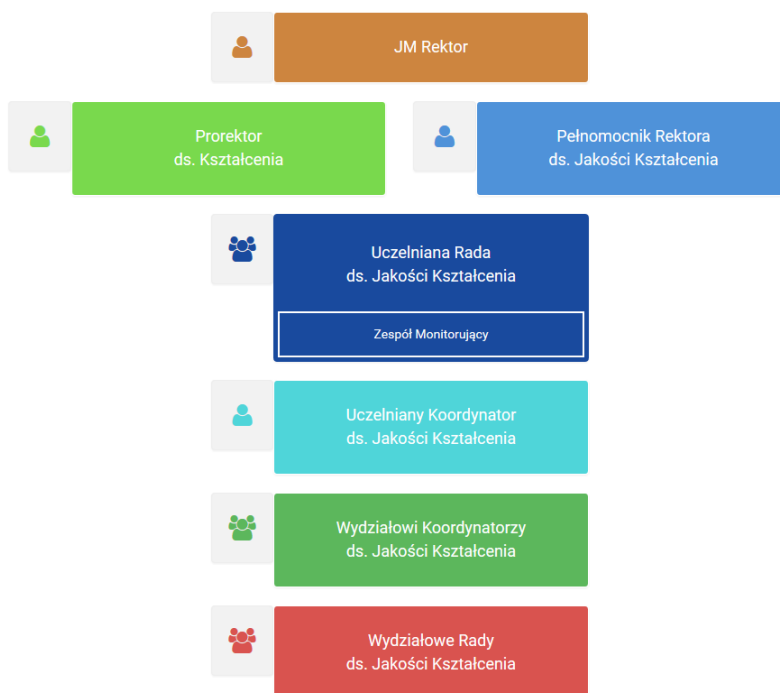 JM Rektor
Prorektor
ds. Kształcenia
Pełnomocnik Rektora
ds. Jakości Kształcenia
Uczelniana Rada
ds. Jakości Kształcenia
Zespół Monitorujący
Uczelniany Koordynator
ds. Jakości Kształcenia
Wydziałowi Koordynatorzy
ds. Jakości Kształcenia
Wydziałowe Rady
ds. Jakości Kształcenia